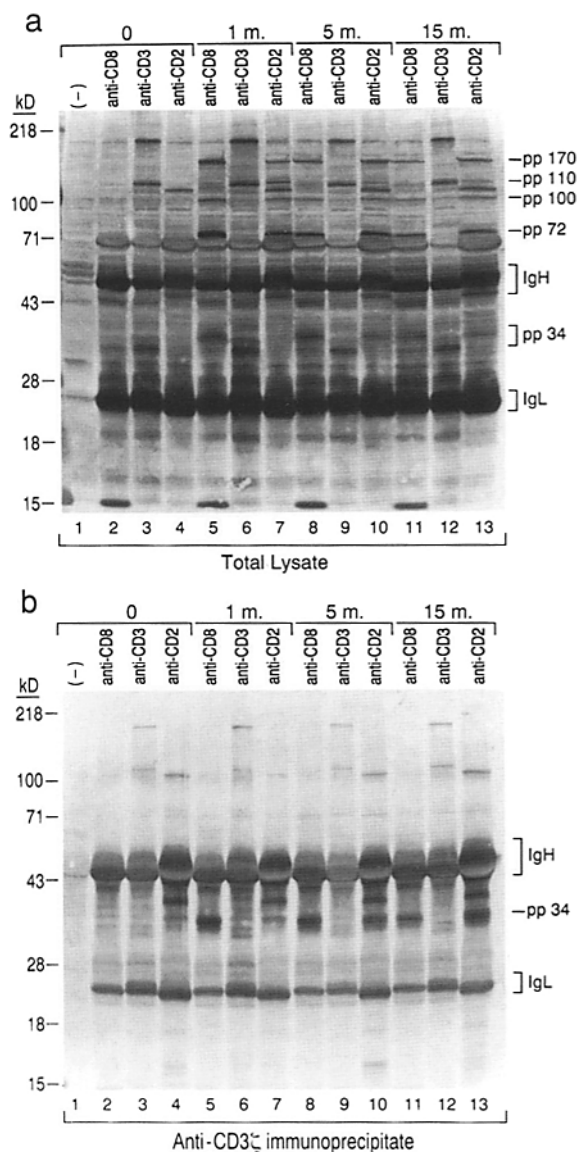 a
0 1 m. 5 m. 15 m.
kD (-) anti-CD8 anti-CD3 anti-CD2 anti-CD8 anti-CD3 anti-CD2 anti-CD8 anti-CD3 anti-CD2 anti-CD8 anti-CD3 anti-CD2
218
pp 170
pp 110
100
pp 100
71
pp 72
IgH
43
pp 34
28
IgL
18
15
1 2 3 4 5 6 7 8 9 10 11 12 13
Total Lysate
b
0 1 m. 5 m. 15 m.
kD (-) anti-CD8 anti-CD3 anti-CD2 anti-CD8 anti-CD3 anti-CD2 anti-CD8 anti-CD3 anti-CD2 anti-CD8 anti-CD3 anti-CD2
218
100
71
IgH
43
pp 34
28
IgL
18
15
1 2 3 4 5 6 7 8 9 10 11 12 13
Anti-CD3ζ immunoprecipitate